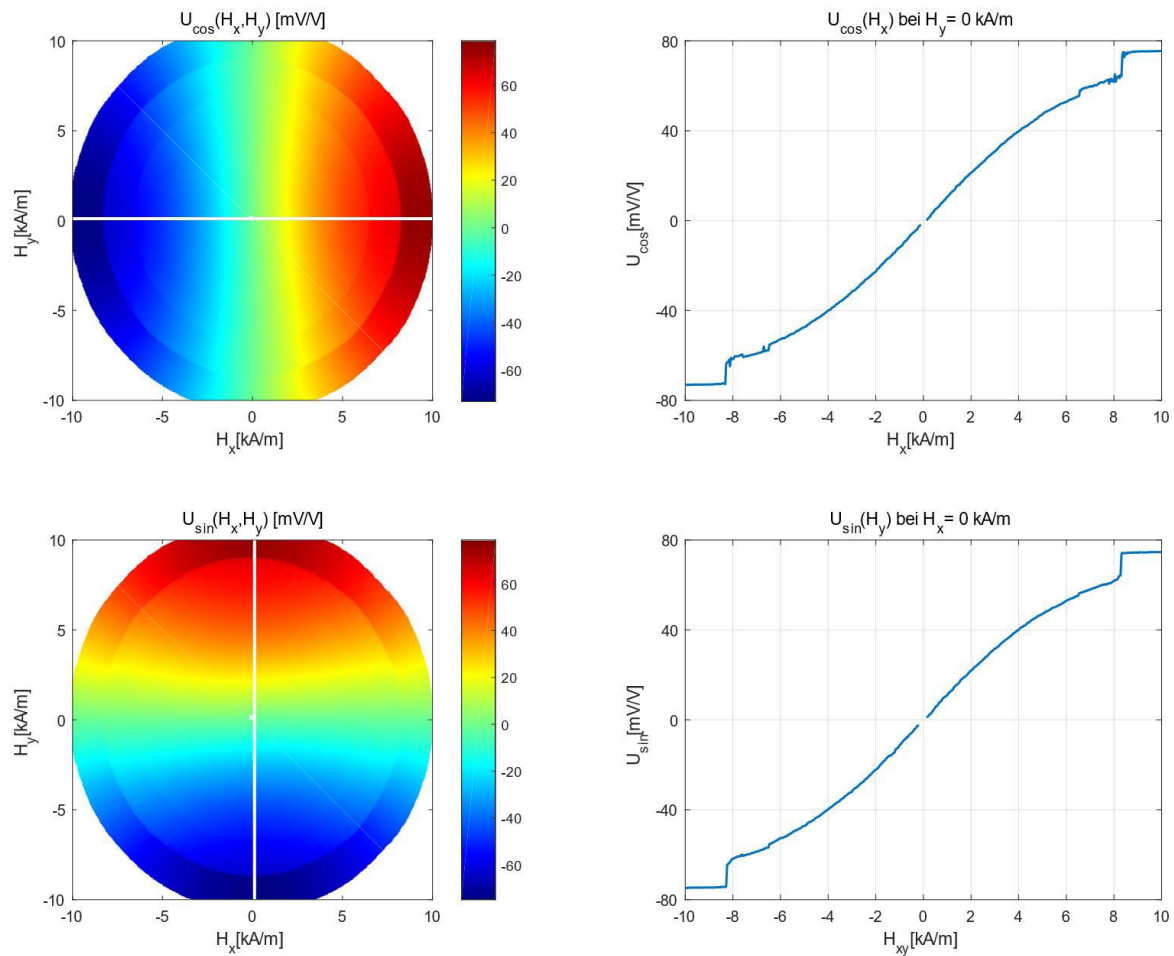 U_cos(H_x,H_y) [mV/V]
10
5
0
-5
-10
H_y[kA/m]
-10 -5 0 5 10
H_x[kA/m]
60
40
20
0
-20
-40
-60
U_cos(H_x) bei H_y= 0 kA/m
80
40
0
-40
-80
U_cos[mV/V]
-10 -8 -6 -4 -2 0 2 4 6 8 10
H_x[kA/m]
U_sin(H_x,H_y) [mV/V]
10
5
0
-5
-10
H_y[kA/m]
-10 -5 0 5 10
H_x[kA/m]
60
40
20
0
-20
-40
-60
U_sin(H_y) bei H_x= 0 kA/m
80
40
0
-40
-80
U_sin[mV/V]
-10 -8 -6 -4 -2 0 2 4 6 8 10
H_xy[kA/m]